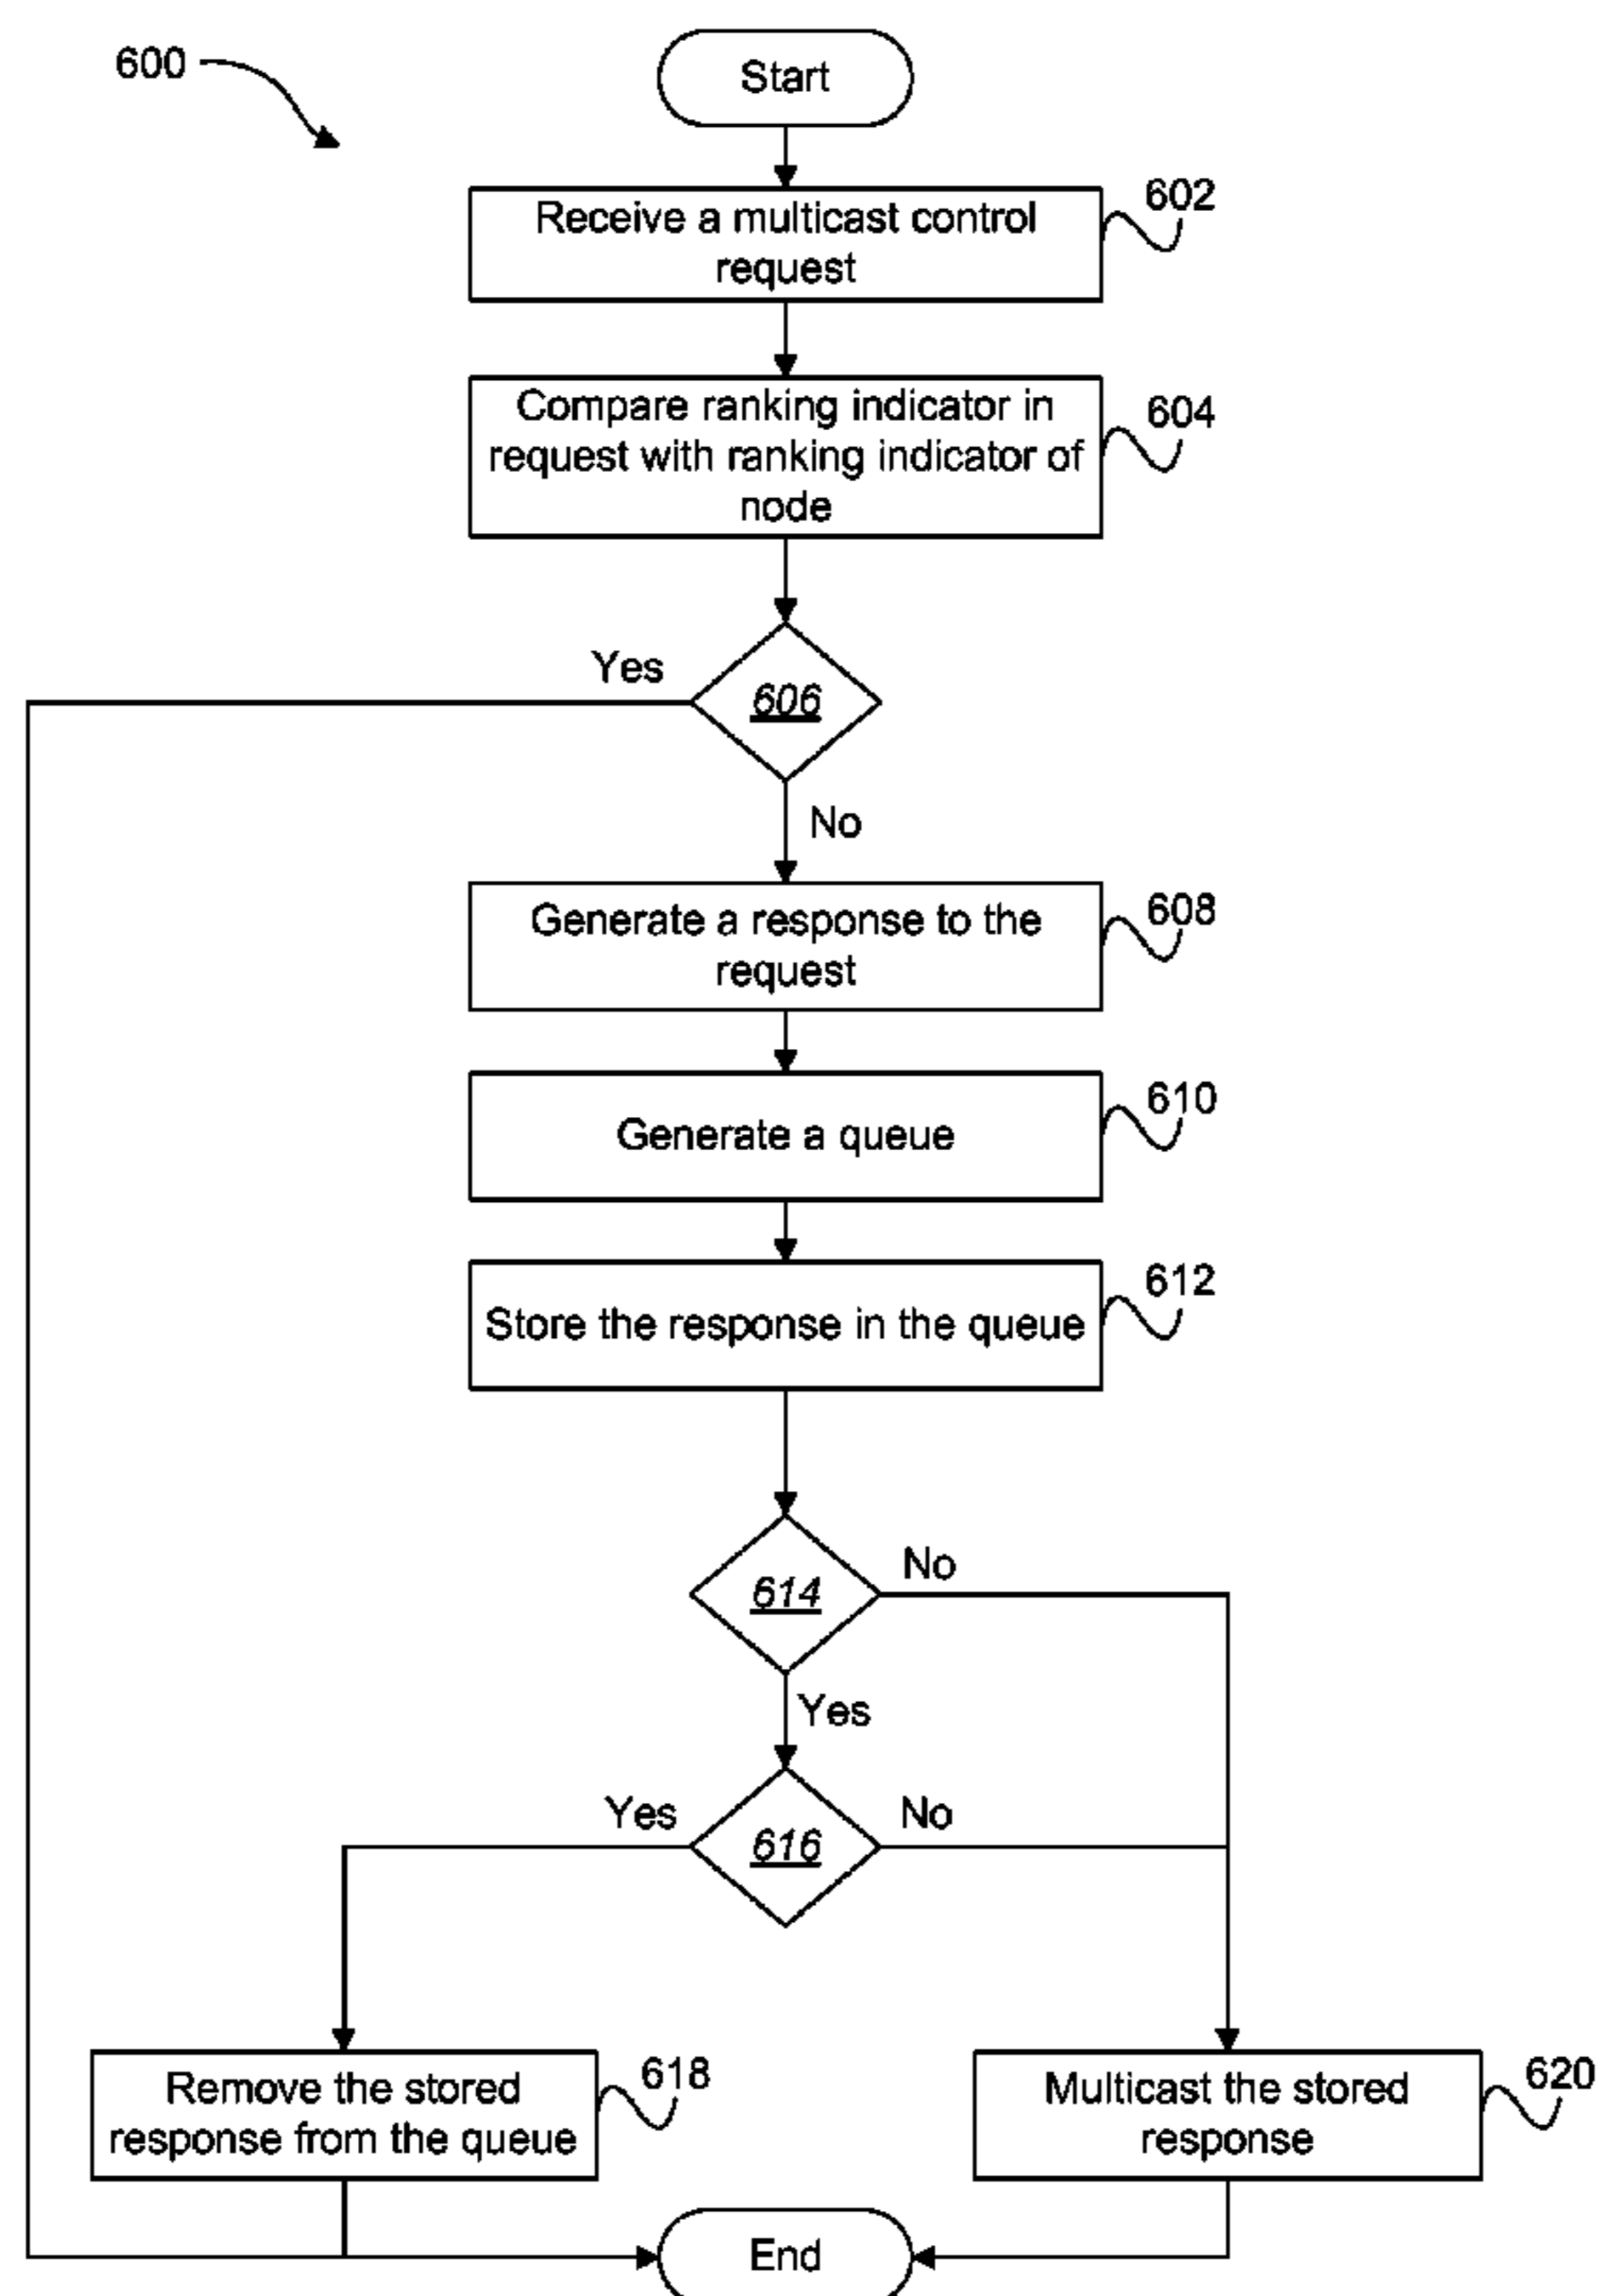 600
Start
Receive a multicast control
request
602
Compare ranking indicator in
request with ranking indicator of
node
604
Yes
606
No
Generate a response to the
request
608
Generate a queue
610
Store the response in the queue
612
614
No
Yes
Yes
616
No
Remove the stored
response from the queue
618
Multicast the stored
response
620
End